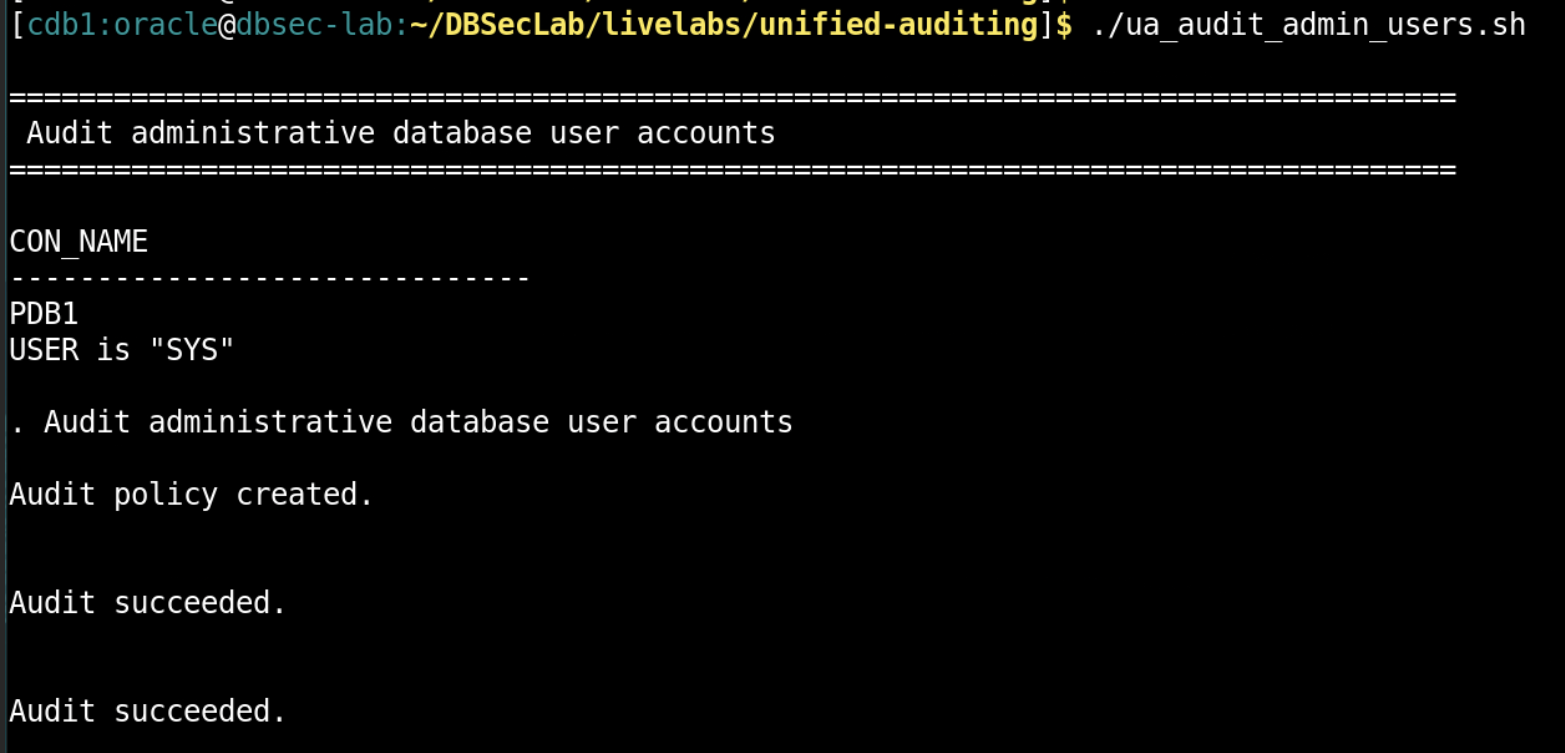 [cdb1:oracle@dbsec-lab:~/DBSecLab/livelabs/unified-auditing]$ ./ua_audit_admin_users.sh
===================================================================================
Audit administrative database user accounts
===================================================================================
CON_NAME
------------------------------
PDB1
USER is "SYS"
. Audit administrative database user accounts
Audit policy created.
Audit succeeded.
Audit succeeded.